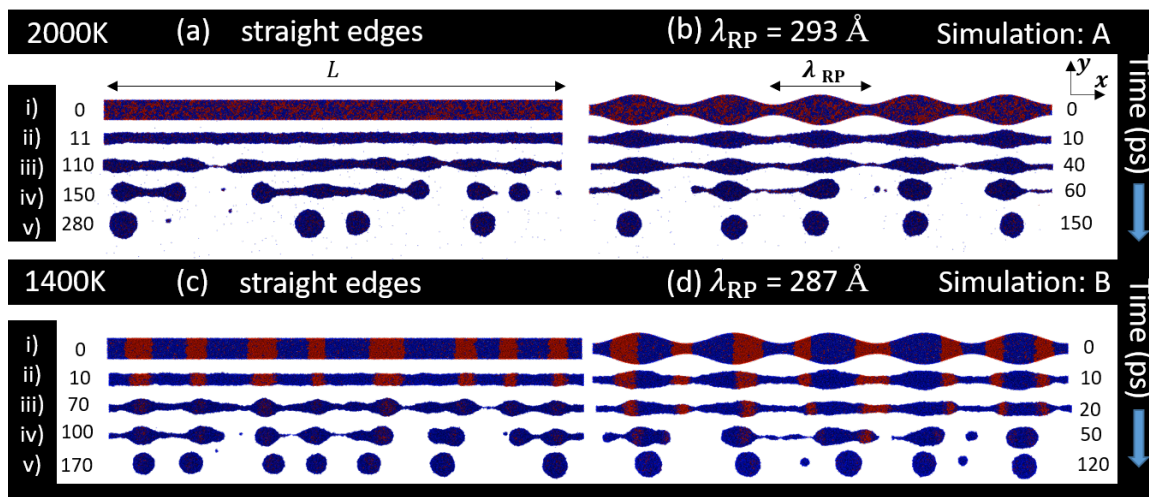 2000K (a) straight edges (b) λRP = 293 Å Simulation: A
L λ RP y x
i) 0 0
ii) 11 10
iii) 110 40
iv) 150 60
v) 280 150
Time (ps)
1400K (c) straight edges (d) λRP = 287 Å Simulation: B
i) 0 0
ii) 10 10
iii) 70 20
iv) 100 50
v) 170 120
Time (ps)